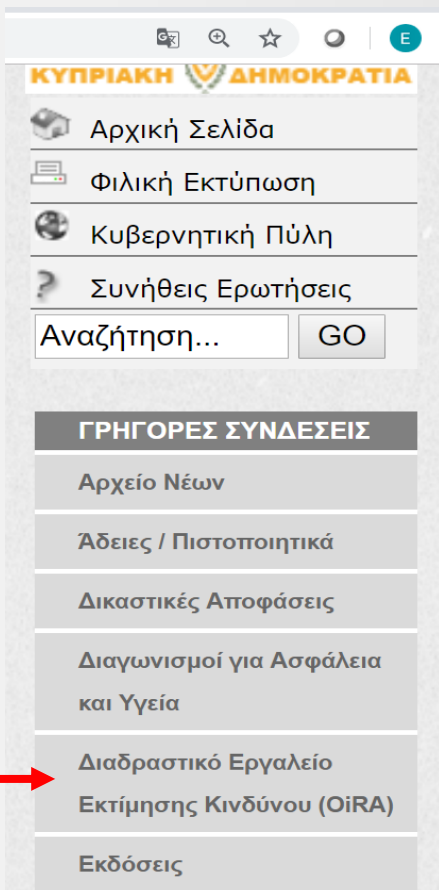 E
ΚΥΠΡΙΑΚΗ ΔΗΜΟΚΡΑΤΙΑ
Αρχική Σελίδα
Φιλική Εκτύπωση
Κυβερνητική Πύλη
Συνήθεις Ερωτήσεις
Αναζήτηση... GO
ΓΡΗΓΟΡΕΣ ΣΥΝΔΕΣΕΙΣ
Αρχείο Νέων
Άδειες / Πιστοποιητικά
Δικαστικές Αποφάσεις
Διαγωνισμοί για Ασφάλεια
και Υγεία
Διαδραστικό Εργαλείο
Εκτίμησης Κινδύνου (OiRA)
Εκδόσεις